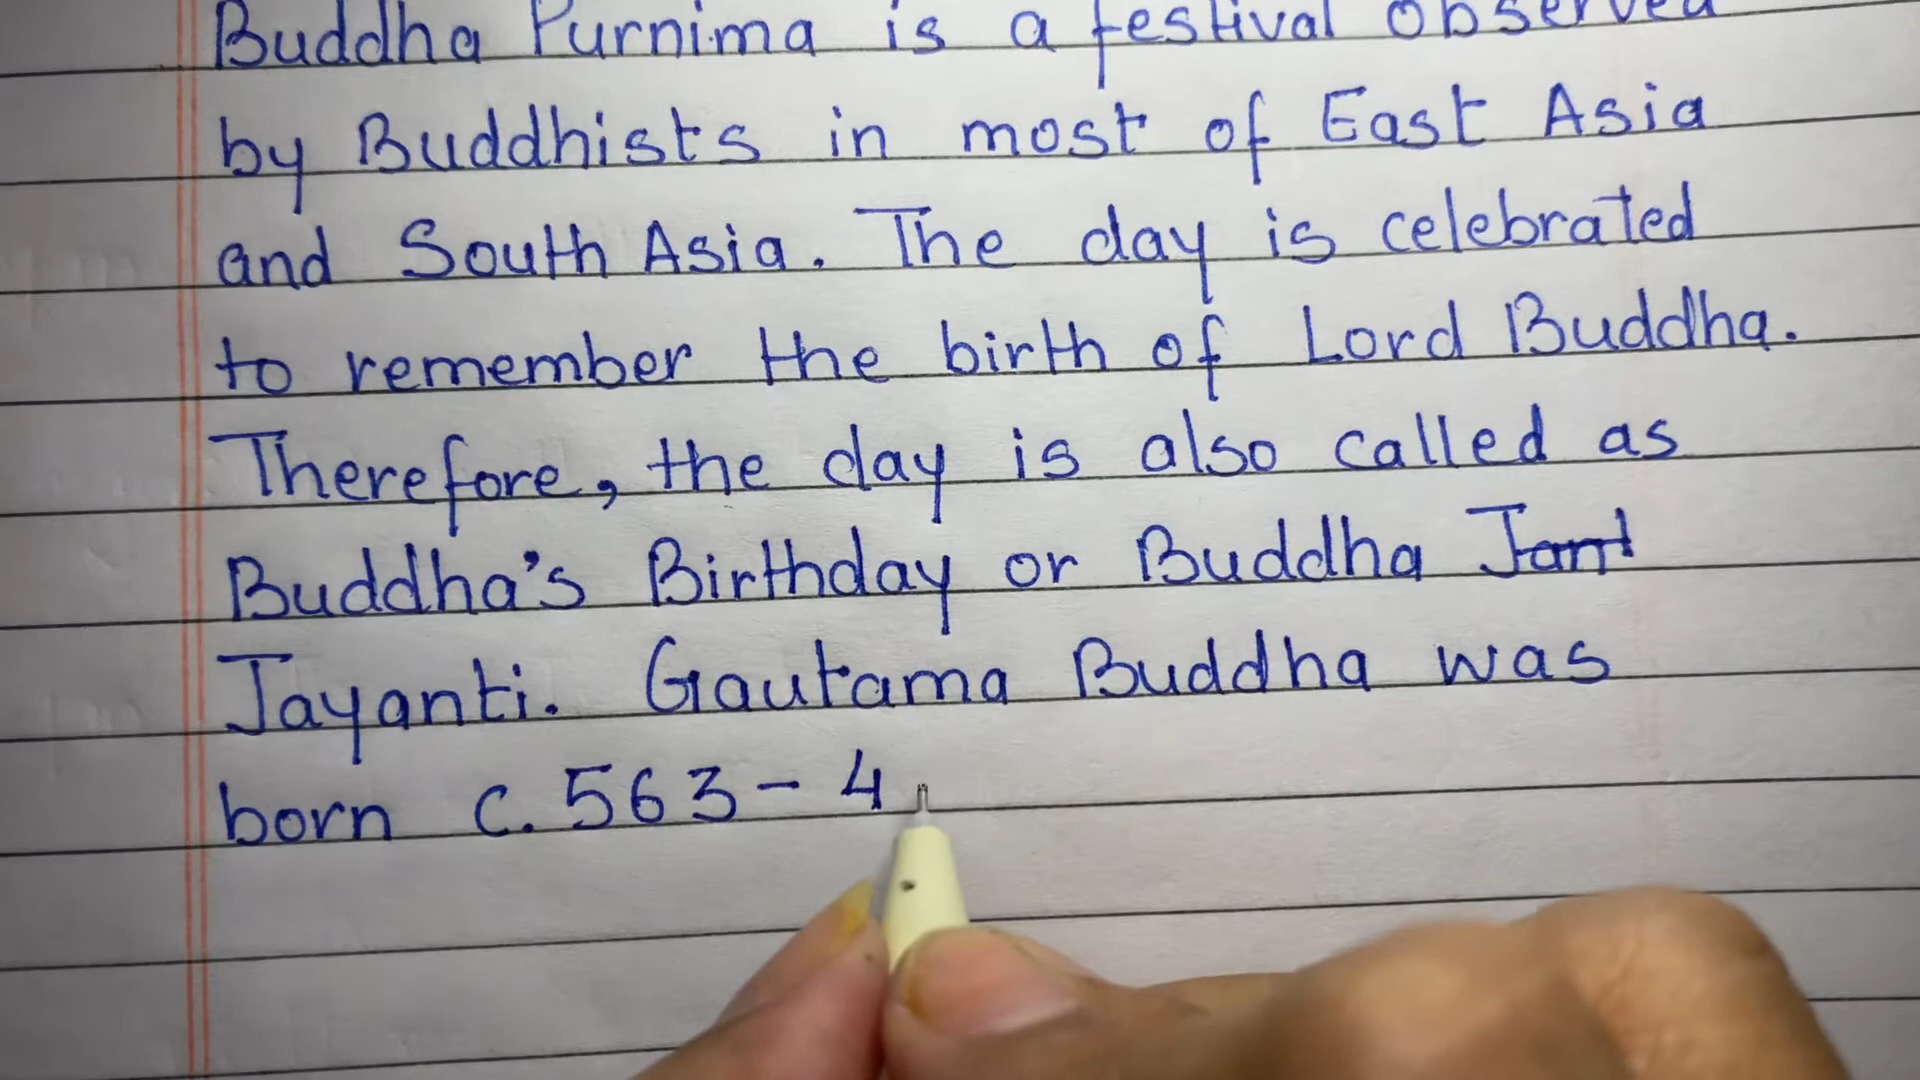 Buddha Purnima is a festival observed
by Buddhists in most of East Asia
and South Asia. The day is celebrated
to remember the birth of Lord Buddha.
Therefore, the day is also called as
Buddha's Birthday or Buddha Jant
Jayanti. Gautama Buddha was
born c. 563 - 4